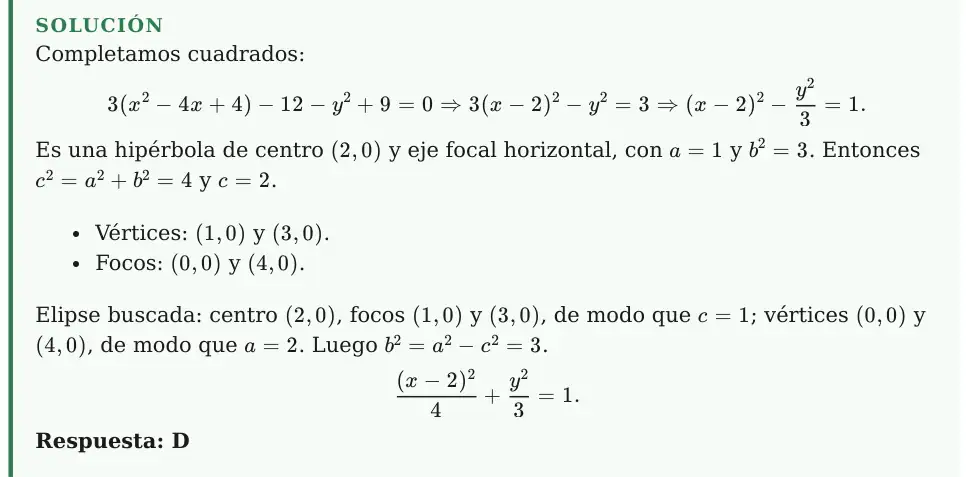 SOLUCIÓN
Completamos cuadrados:
3(x² − 4x + 4) − 12 − y² + 9 = 0 ⇒ 3(x − 2)² − y² = 3 ⇒ (x − 2)² − y²/3 = 1.
Es una hipérbola de centro (2, 0) y eje focal horizontal, con a = 1 y b² = 3. Entonces
c² = a² + b² = 4 y c = 2.
• Vértices: (1, 0) y (3, 0).
• Focos: (0, 0) y (4, 0).
Elipse buscada: centro (2, 0), focos (1, 0) y (3, 0), de modo que c = 1; vértices (0, 0) y
(4, 0), de modo que a = 2. Luego b² = a² − c² = 3.
(x − 2)²/4 + y²/3 = 1.
Respuesta: D